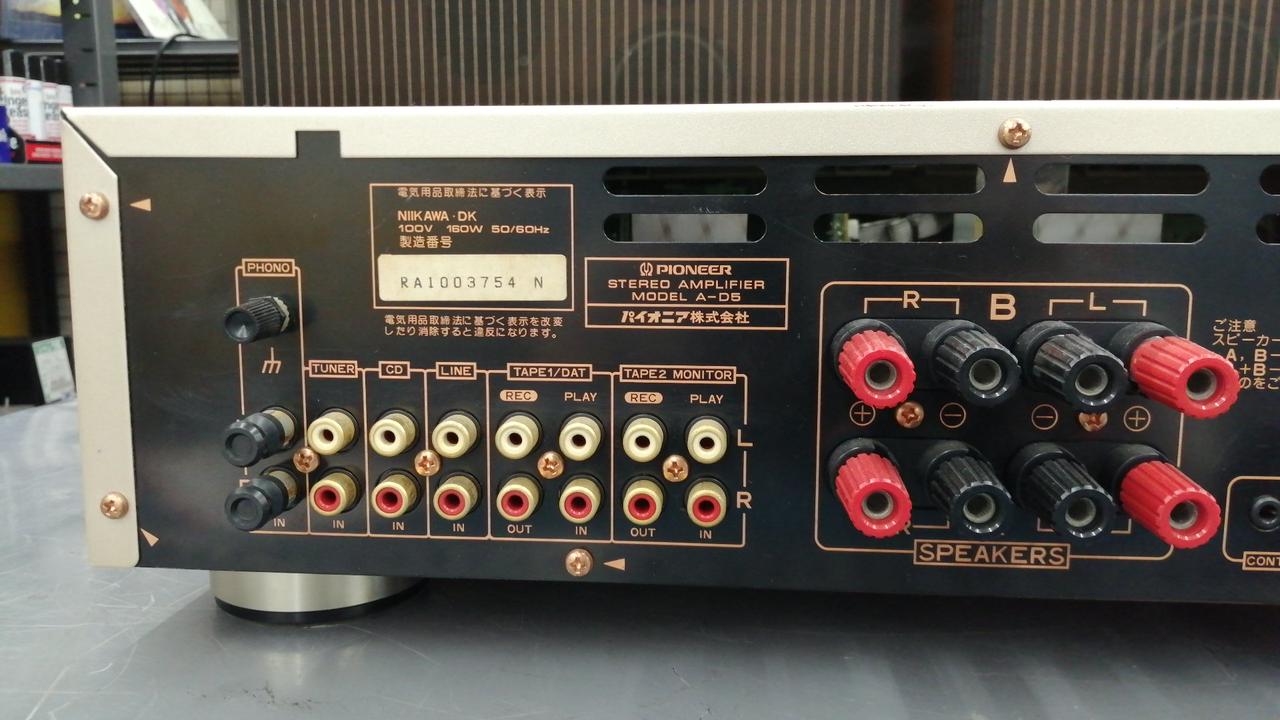 電気用品取締法に基づく表示
NIIKAWA・DK
100V 160W 50/60Hz
製造番号
RA1003754 N
電気用品取締法に基づく表示を改変
したり消除すると違反になります。
PIONEER
STEREO AMPLIFIER
MODEL A-D5
パイオニア株式会社
PHONO
TUNER
CD
LINE
TAPE1/DAT
TAPE2 MONITOR
REC
PLAY
REC
PLAY
L
R
IN
IN
IN
IN
OUT
IN
OUT
IN
R
B
L
+
−
−
+
SPEAKERS
ご注意
スピーカー
A, B
+B
のをご
CONT